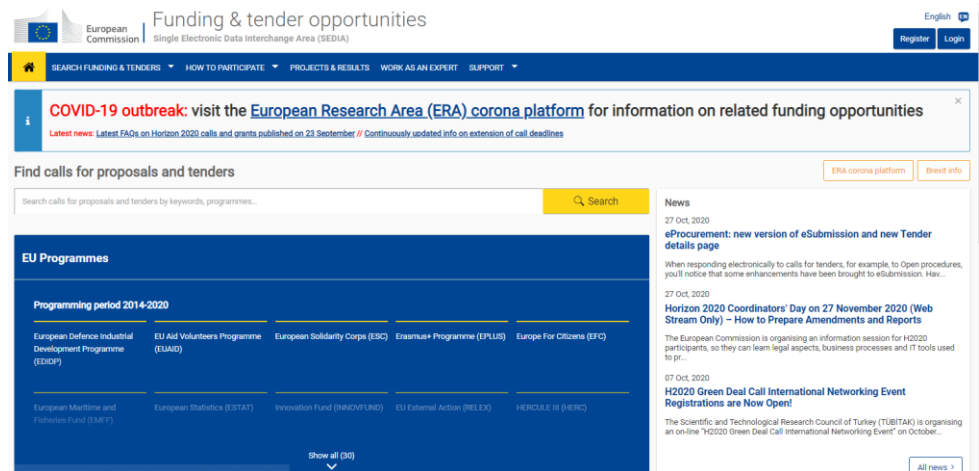 European
Commission
Funding & tender opportunities
Single Electronic Data Interchange Area (SEDIA)
English EN
Register Login
SEARCH FUNDING & TENDERS HOW TO PARTICIPATE PROJECTS & RESULTS WORK AS AN EXPERT SUPPORT
i
COVID-19 outbreak: visit the European Research Area (ERA) corona platform for information on related funding opportunities
×
Latest news: Latest FAQs on Horizon 2020 calls and grants published on 23 September // Continuously updated info on extension of call deadlines
Find calls for proposals and tenders
ERA corona platform Brexit info
Search calls for proposals and tenders by keywords, programmes...
Search
EU Programmes
Programming period 2014-2020
European Defence Industrial
Development Programme
(EDIDP)
EU Aid Volunteers Programme
(EUAID)
European Solidarity Corps (ESC)
Erasmus+ Programme (EPLUS)
Europe For Citizens (EFC)
European Maritime and
Fisheries Fund (EMFF)
European Statistics (ESTAT)
Innovation Fund (INNOVFUND)
EU External Action (RELEX)
HERCULE III (HERC)
Show all (30)
News
27 Oct, 2020
eProcurement: new version of eSubmission and new Tender
details page
When responding electronically to calls for tenders, for example, to Open procedures,
you'll notice that some enhancements have been brought to eSubmission. Hav...
27 Oct, 2020
Horizon 2020 Coordinators' Day on 27 November 2020 (Web
Stream Only) – How to Prepare Amendments and Reports
The European Commission is organising an information session for H2020
participants, so they can learn legal aspects, business processes and IT tools used
to pr...
07 Oct, 2020
H2020 Green Deal Call International Networking Event
Registrations are Now Open!
The Scientific and Technological Research Council of Turkey (TÜBİTAK) is organising
an on-line "H2020 Green Deal Call International Networking Event" on October...
All news >